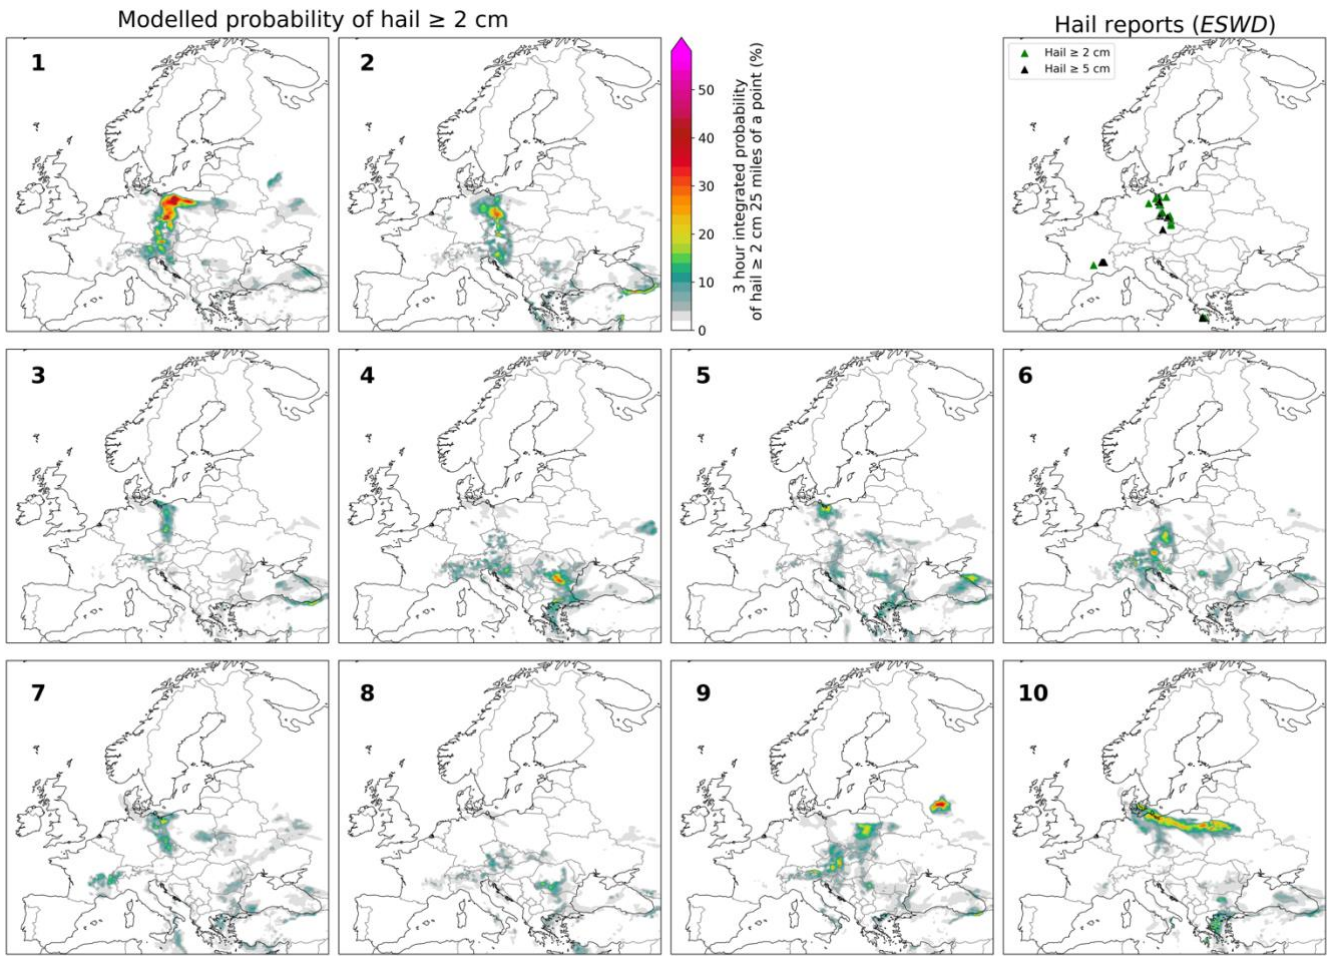 Modelled probability of hail ≥ 2 cm
Hail reports (ESWD)
1
2
50
40
30
20
10
0
3 hour integrated probability
of hail ≥ 2 cm 25 miles of a point (%)
Hail ≥ 2 cm
Hail ≥ 5 cm
3
4
5
6
7
8
9
10